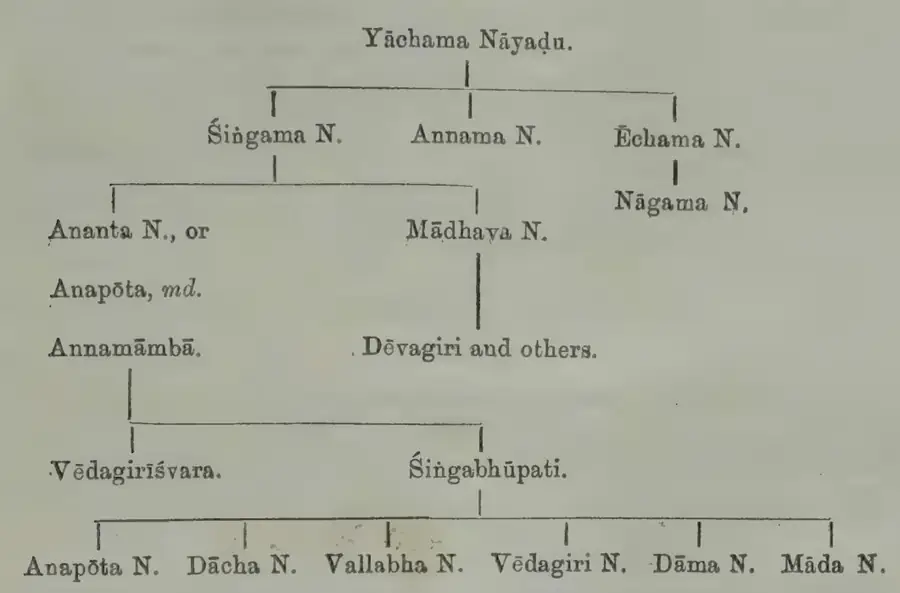 Yāchama Nāyaḍu.
Śiṅgama N. Annama N. Ēchama N.
Nāgama N.
Ananta N., or Mādhava N.
Anapōta, md.
Annamāmbā. Dēvagiri and others.
Vēdagirīśvara. Śiṅgabhūpati.
Anapōta N. Dācha N. Vallabha N. Vēdagiri N. Dāma N. Māda N.